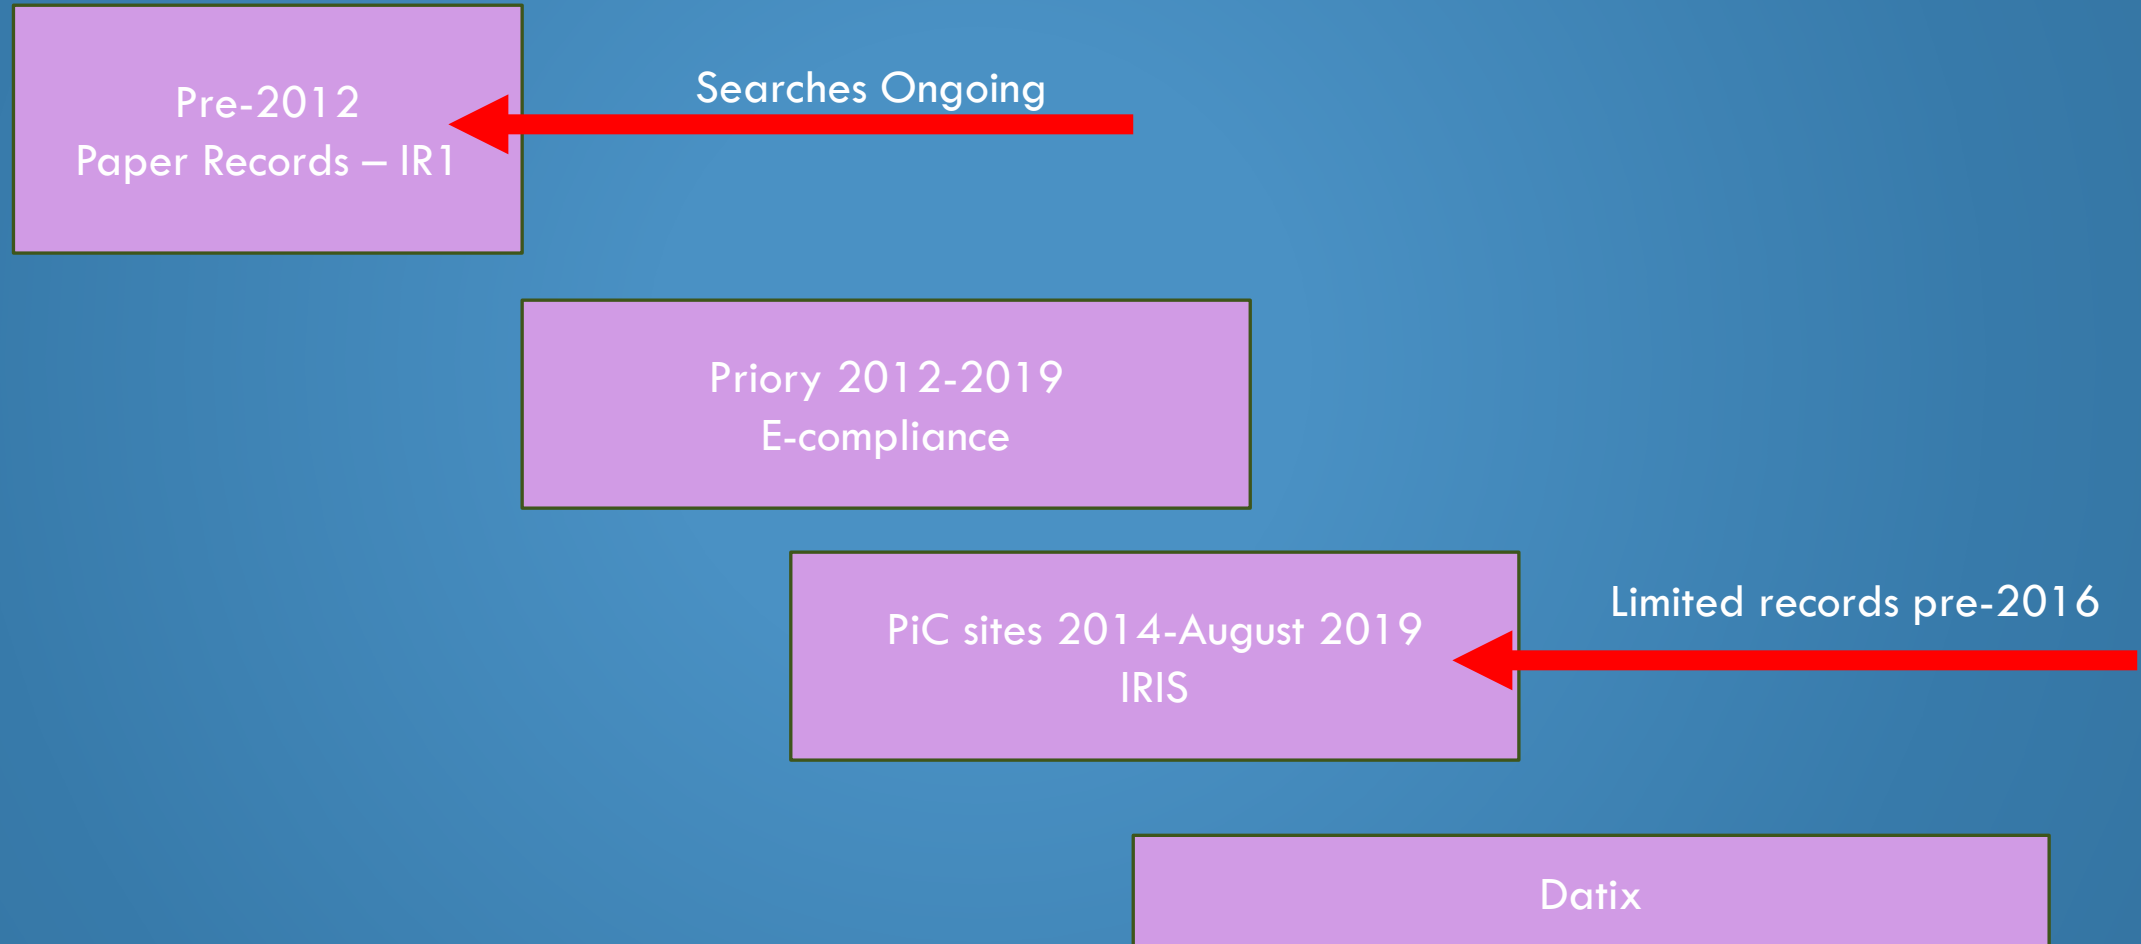 Pre-2012
Paper Records – IR1
Searches Ongoing
Priory 2012-2019
E-compliance
PiC sites 2014-August 2019
IRIS
Limited records pre-2016
Datix